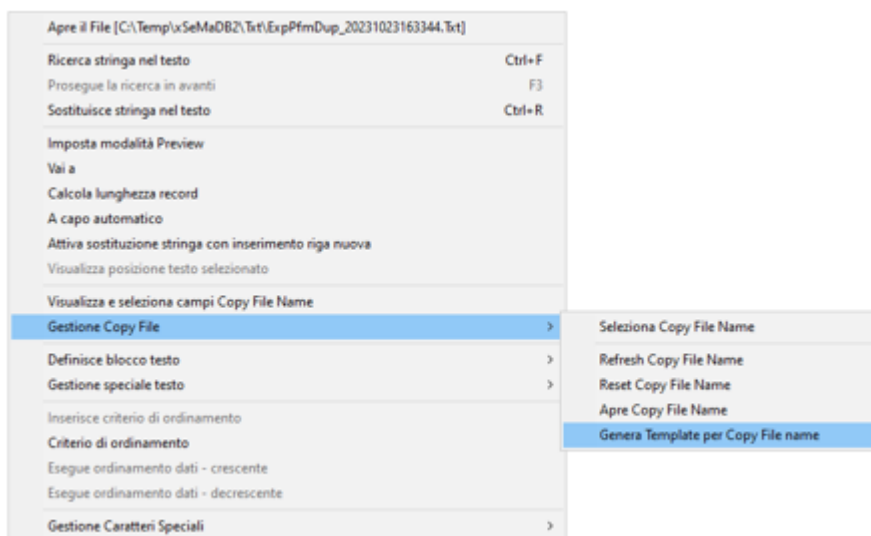 Apre il File [C:\Temp\xSeMaDB2\Txt\ExpPfmDup_20231023163344.Txt]
Ricerca stringa nel testo Ctrl+F
Prosegue la ricerca in avanti F3
Sostituisce stringa nel testo Ctrl+R
Imposta modalità Preview
Vai a
Calcola lunghezza record
A capo automatico
Attiva sostituzione stringa con inserimento riga nuova
Visualizza posizione testo selezionato
Visualizza e seleziona campi Copy File Name
Gestione Copy File >
Seleziona Copy File Name
Refresh Copy File Name
Reset Copy File Name
Apre Copy File Name
Genera Template per Copy File name
Definisce blocco testo >
Gestione speciale testo >
Inserisce criterio di ordinamento
Criterio di ordinamento
Esegue ordinamento dati - crescente
Esegue ordinamento dati - decrescente
Gestione Caratteri Speciali >